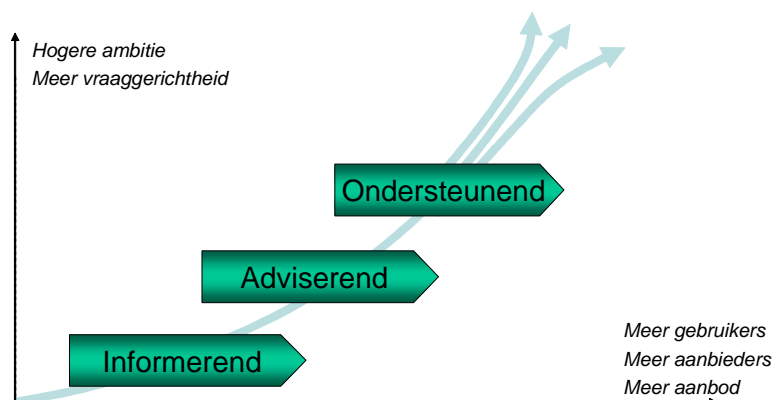 Hogere ambitie
Meer vraaggerichtheid
Ondersteunend
Adviserend
Informerend
Meer gebruikers
Meer aanbieders
Meer aanbod